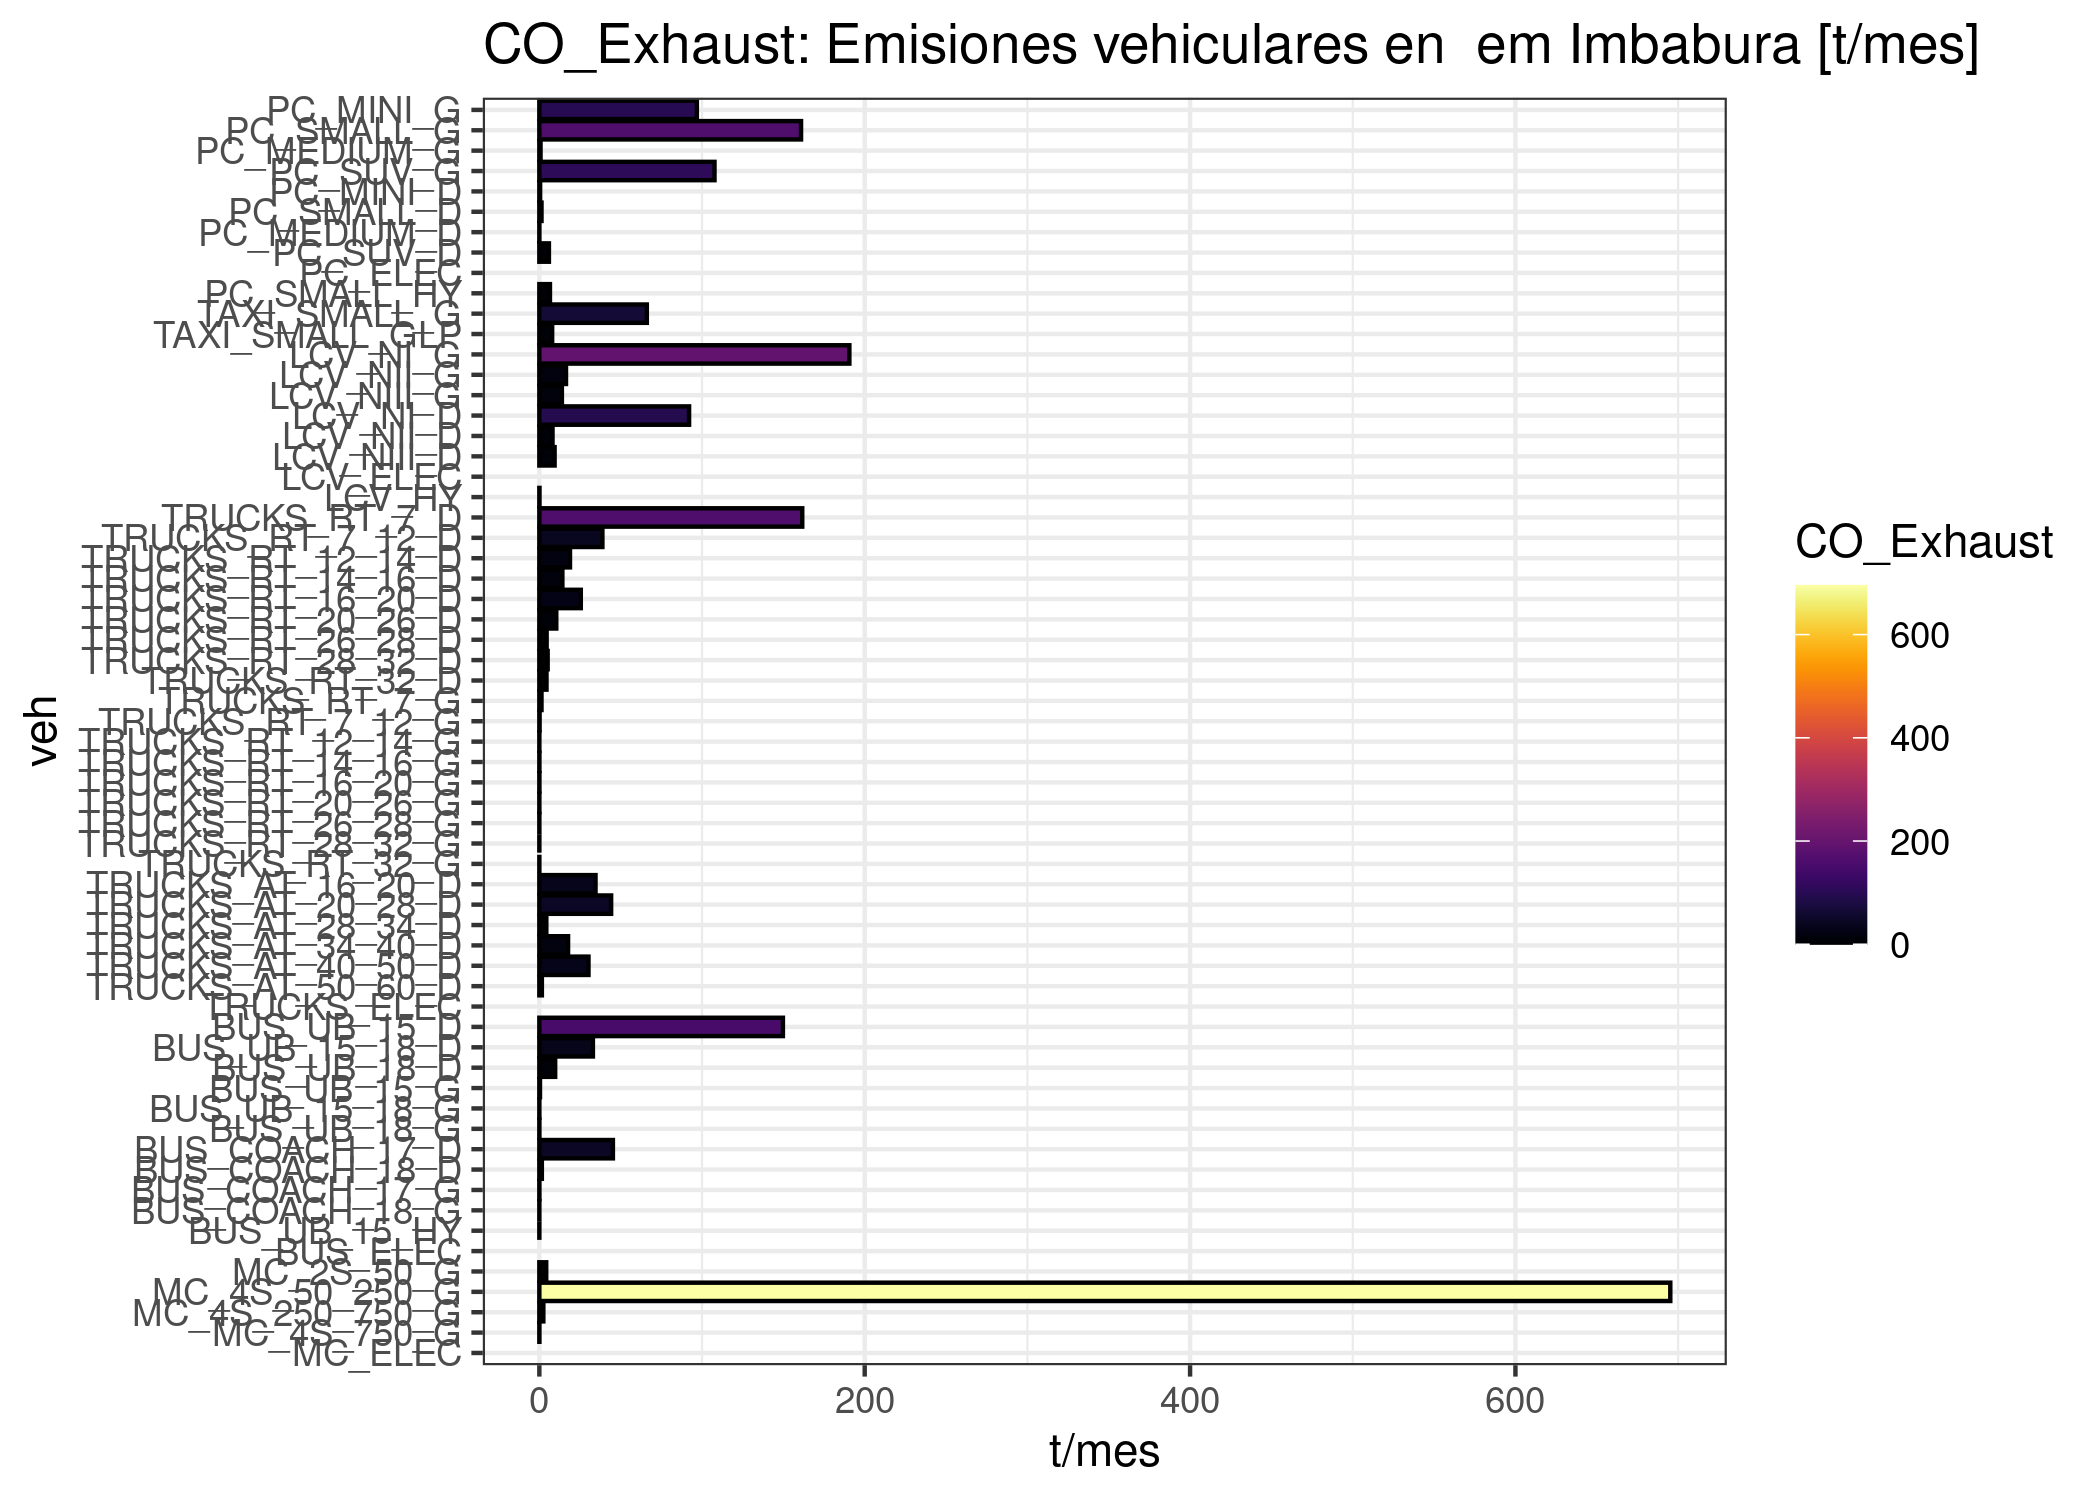 CO_Exhaust: Emisiones vehiculares en  em Imbabura [t/mes]
PC_MINI_G
PC_SMALL_G
PC_MEDIUM_G
PC_SUV_G
PC_MINI_D
PC_SMALL_D
PC_MEDIUM_D
PC_SUV_D
PC_ELEC
PC_SMALL_HY
TAXI_SMALL_G
TAXI_SMALL_GLP
LCV_NI_G
LCV_NII_G
LCV_NIII_G
LCV_NI_D
LCV_NII_D
LCV_NIII_D
LCV_ELEC
LCV_HY
TRUCKS_RT_7_D
TRUCKS_RT_7_12_D
TRUCKS_RT_12_14_D
TRUCKS_RT_14_16_D
TRUCKS_RT_16_20_D
TRUCKS_RT_20_26_D
TRUCKS_RT_26_28_D
TRUCKS_RT_28_32_D
TRUCKS_RT_32_D
TRUCKS_RT_7_G
TRUCKS_RT_7_12_G
TRUCKS_RT_12_14_G
TRUCKS_RT_14_16_G
TRUCKS_RT_16_20_G
TRUCKS_RT_20_26_G
TRUCKS_RT_26_28_G
TRUCKS_RT_28_32_G
TRUCKS_RT_32_G
TRUCKS_AT_16_20_D
TRUCKS_AT_20_28_D
TRUCKS_AT_28_34_D
TRUCKS_AT_34_40_D
TRUCKS_AT_40_50_D
TRUCKS_AT_50_60_D
TRUCKS_ELEC
BUS_UB_15_D
BUS_UB_15_18_D
BUS_UB_18_D
BUS_UB_15_G
BUS_UB_15_18_G
BUS_UB_18_G
BUS_COACH_17_D
BUS_COACH_18_D
BUS_COACH_17_G
BUS_COACH_18_G
BUS_UB_15_HY
BUS_ELEC
MC_2S_50_G
MC_4S_50_250_G
MC_4S_250_750_G
MC_4S_750_G
MC_ELEC
veh
0 200 400 600
t/mes
CO_Exhaust
600
400
200
0